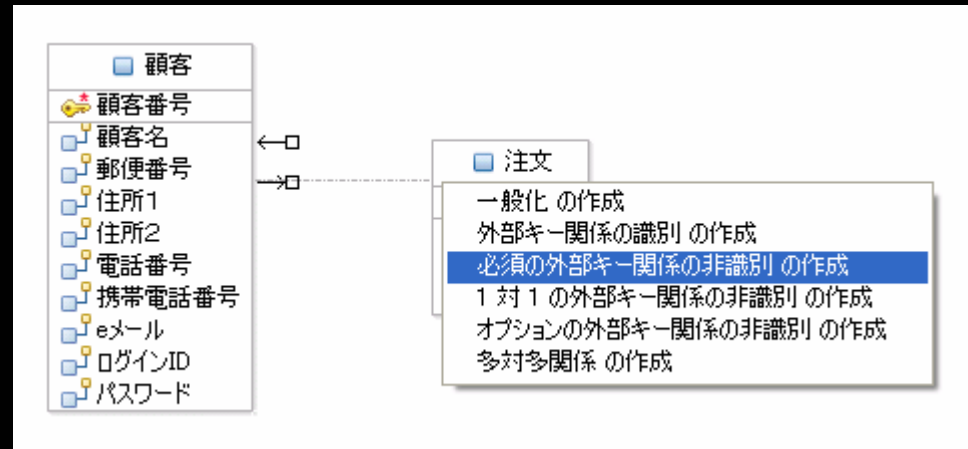 顧客
顧客番号
顧客名
郵便番号
住所1
住所2
電話番号
携帯電話番号
eメール
ログインID
パスワード
注文
一般化 の作成
外部キー関係の識別 の作成
必須の外部キー関係の非識別 の作成
1 対 1 の外部キー関係の非識別 の作成
オプションの外部キー関係の非識別 の作成
多対多関係 の作成